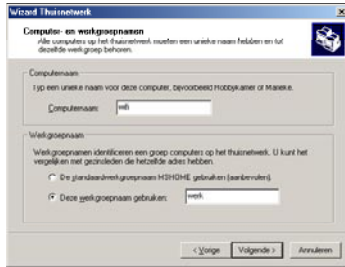 Wizard Thuisnetwerk
Computer- en werkgroepnamen
Alle computers op het thuisnetwerk moeten een unieke naam hebben en tot
dezelfde werkgroep behoren.
Computernaam
Typ een unieke naam voor deze computer, bijvoorbeeld Hobbykamer of Marieke.
Computernaam:
wifi
Werkgroepnaam
Werkgroepnamen identificeren een groep computers op het thuisnetwerk. U kunt het
vergelijken met gezinsleden die hetzelfde adres hebben.
De standaardwerkgroepnaam MSHOME gebruiken (aanbevolen).
Deze werkgroepnaam gebruiken:
werk
< Vorige
Volgende >
Annuleren